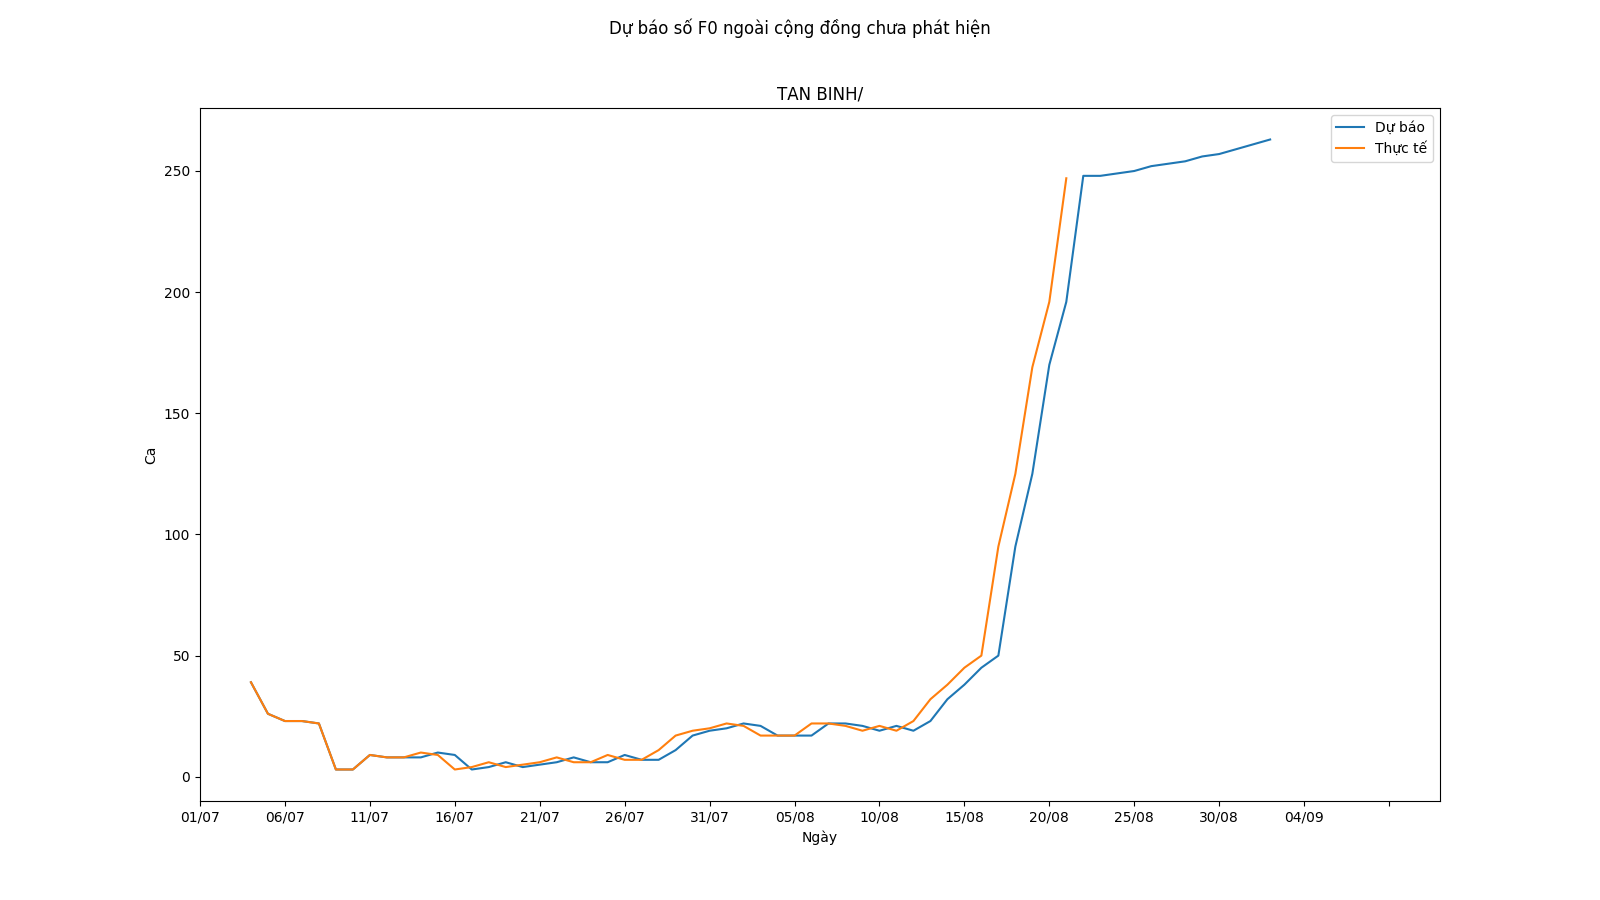 Dự báo số F0 ngoài cộng đồng chưa phát hiện
TAN BINH/
Dự báo
Thực tế
250
200
150
100
50
0
Ca
01/07 06/07 11/07 16/07 21/07 26/07 31/07 05/08 10/08 15/08 20/08 25/08 30/08 04/09
Ngày